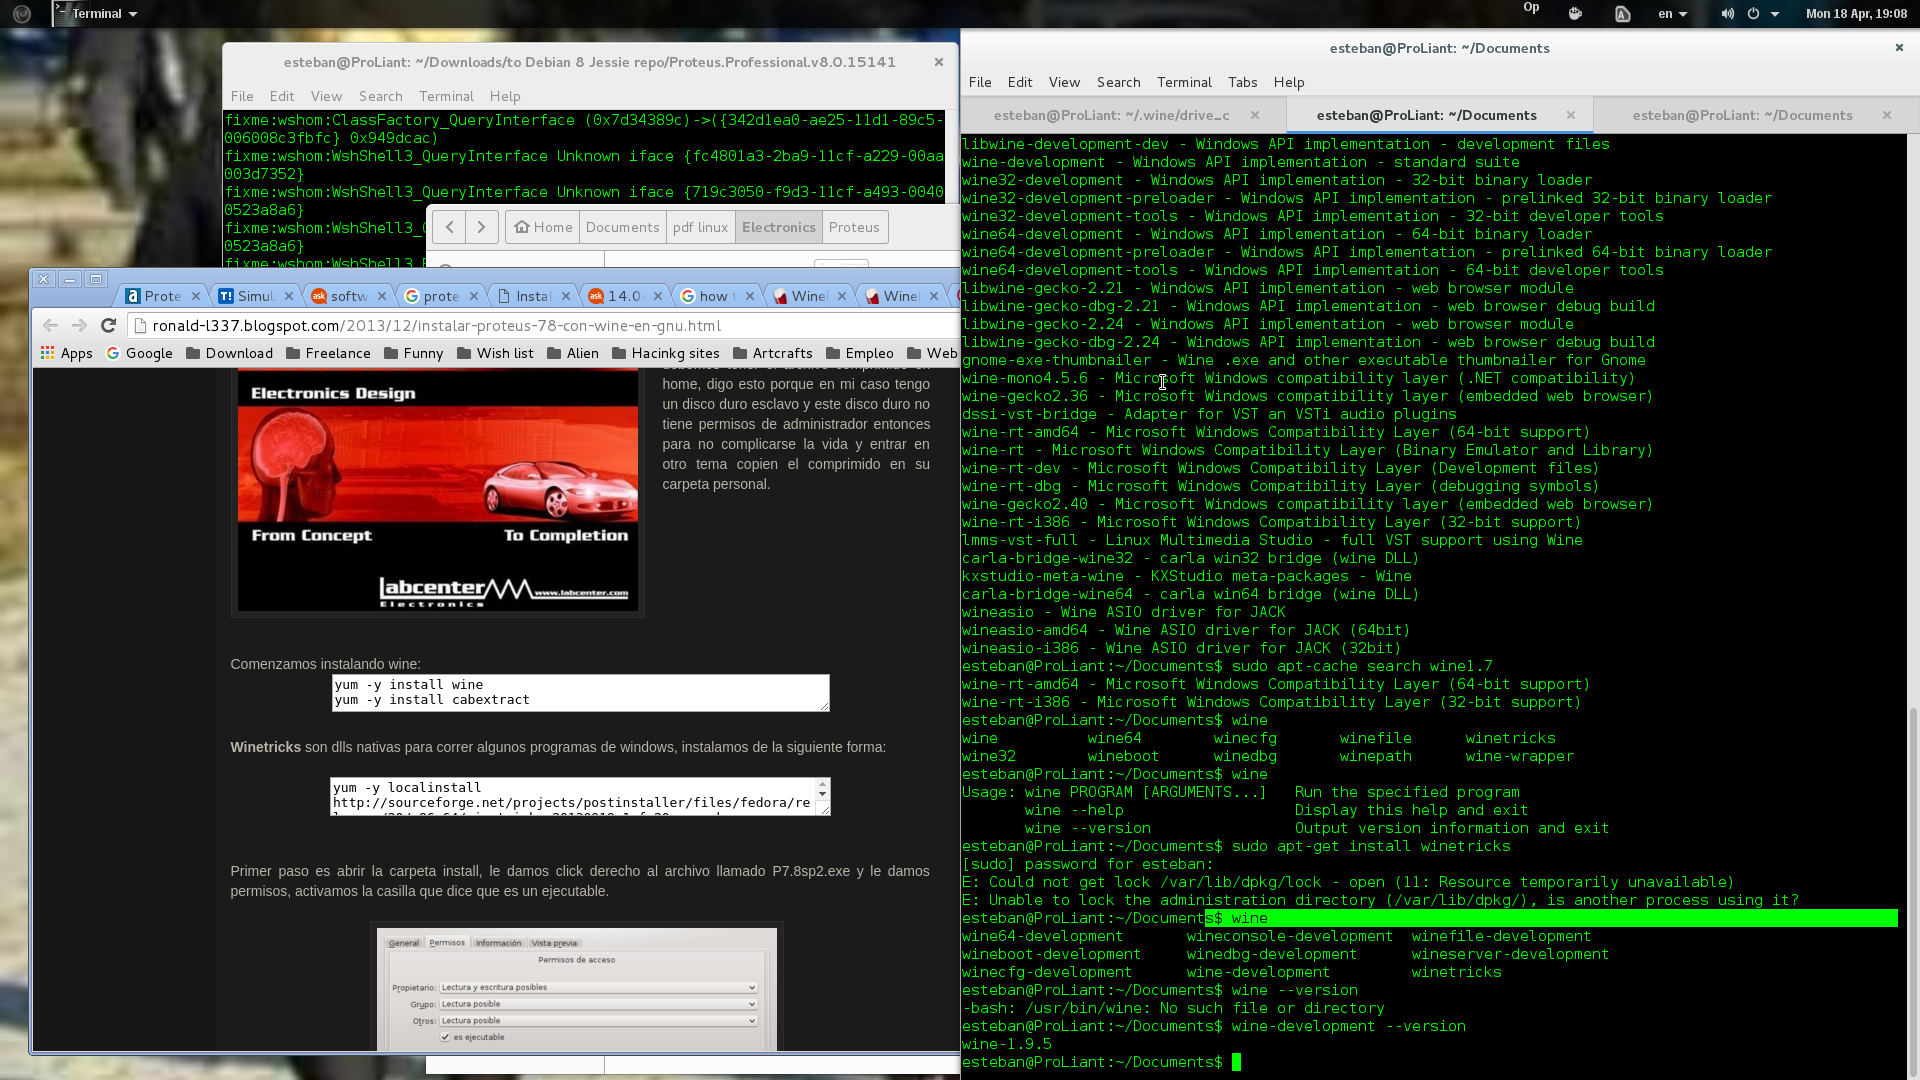 Terminal
Op
en
Mon 18 Apr, 19:08
esteban@ProLiant: ~/Downloads/to Debian 8 Jessie repo/Proteus.Professional.v8.0.15141
File Edit View Search Terminal Help
fixme:wshom:ClassFactory_QueryInterface (0x7d34389c)->({342d1ea0-ae25-11d1-89c5-
006008c3fbfc} 0x949dcac)
fixme:wshom:WshShell3_QueryInterface Unknown iface {fc4801a3-2ba9-11cf-a229-00aa
003d7352}
fixme:wshom:WshShell3_QueryInterface Unknown iface {719c3050-f9d3-11cf-a493-0040
0523a8a6}
fixme:wshom:WshShell3_
0523a8a6}
fixme:wshom:WshShell3
Home Documents pdf linux Electronics Proteus
Prote Simul softw prote Instal 14.0 how t Winel Winel
ronald-l337.blogspot.com/2013/12/instalar-proteus-78-con-wine-en-gnu.html
Apps Google Download Freelance Funny Wish list Alien Hacinkg sites Artcrafts Empleo Web
home, digo esto porque en mi caso tengo
un disco duro esclavo y este disco duro no
tiene permisos de administrador entonces
para no complicarse la vida y entrar en
otro tema copien el comprimido en su
carpeta personal.
Electronics Design
From Concept To Completion
labcenter www.labcenter.com
Electronics
Comenzamos instalando wine:
yum -y install wine
yum -y install cabextract
Winetricks son dlls nativas para correr algunos programas de windows, instalamos de la siguiente forma:
yum -y localinstall
http://sourceforge.net/projects/postinstaller/files/fedora/re
Primer paso es abrir la carpeta install, le damos click derecho al archivo llamado P7.8sp2.exe y le damos
permisos, activamos la casilla que dice que es un ejecutable.
General Permisos Información Vista previa
Permisos de acceso
Propietario: Lectura y escritura posibles
Grupo: Lectura posible
Otros: Lectura posible
es ejecutable
esteban@ProLiant: ~/Documents
File Edit View Search Terminal Tabs Help
esteban@ProLiant: ~/.wine/drive_c
esteban@ProLiant: ~/Documents
esteban@ProLiant: ~/Documents
libwine-development-dev - Windows API implementation - development files
wine-development - Windows API implementation - standard suite
wine32-development - Windows API implementation - 32-bit binary loader
wine32-development-preloader - Windows API implementation - prelinked 32-bit binary loader
wine32-development-tools - Windows API implementation - 32-bit developer tools
wine64-development - Windows API implementation - 64-bit binary loader
wine64-development-preloader - Windows API implementation - prelinked 64-bit binary loader
wine64-development-tools - Windows API implementation - 64-bit developer tools
libwine-gecko-2.21 - Windows API implementation - web browser module
libwine-gecko-dbg-2.21 - Windows API implementation - web browser debug build
libwine-gecko-2.24 - Windows API implementation - web browser module
libwine-gecko-dbg-2.24 - Windows API implementation - web browser debug build
gnome-exe-thumbnailer - Wine .exe and other executable thumbnailer for Gnome
wine-mono4.5.6 - Microsoft Windows compatibility layer (.NET compatibility)
wine-gecko2.36 - Microsoft Windows compatibility layer (embedded web browser)
dssi-vst-bridge - Adapter for VST an VSTi audio plugins
wine-rt-amd64 - Microsoft Windows Compatibility Layer (64-bit support)
wine-rt - Microsoft Windows Compatibility Layer (Binary Emulator and Library)
wine-rt-dev - Microsoft Windows Compatibility Layer (Development files)
wine-rt-dbg - Microsoft Windows Compatibility Layer (debugging symbols)
wine-gecko2.40 - Microsoft Windows compatibility layer (embedded web browser)
wine-rt-i386 - Microsoft Windows Compatibility Layer (32-bit support)
lmms-vst-full - Linux Multimedia Studio - full VST support using Wine
carla-bridge-wine32 - carla win32 bridge (wine DLL)
kxstudio-meta-wine - KXStudio meta-packages - Wine
carla-bridge-wine64 - carla win64 bridge (wine DLL)
wineasio - Wine ASIO driver for JACK
wineasio-amd64 - Wine ASIO driver for JACK (64bit)
wineasio-i386 - Wine ASIO driver for JACK (32bit)
esteban@ProLiant:~/Documents$ sudo apt-cache search wine1.7
wine-rt-amd64 - Microsoft Windows Compatibility Layer (64-bit support)
wine-rt-i386 - Microsoft Windows Compatibility Layer (32-bit support)
esteban@ProLiant:~/Documents$ wine
wine wine64 winecfg winefile winetricks
wine32 wineboot winedbg winepath wine-wrapper
esteban@ProLiant:~/Documents$ wine
Usage: wine PROGRAM [ARGUMENTS...] Run the specified program
wine --help Display this help and exit
wine --version Output version information and exit
esteban@ProLiant:~/Documents$ sudo apt-get install winetricks
[sudo] password for esteban:
E: Could not get lock /var/lib/dpkg/lock - open (11: Resource temporarily unavailable)
E: Unable to lock the administration directory (/var/lib/dpkg/), is another process using it?
esteban@ProLiant:~/Documents$ wine
wine64-development wineconsole-development winefile-development
wineboot-development winedbg-development wineserver-development
winecfg-development wine-development winetricks
esteban@ProLiant:~/Documents$ wine --version
-bash: /usr/bin/wine: No such file or directory
esteban@ProLiant:~/Documents$ wine-development --version
wine-1.9.5
esteban@ProLiant:~/Documents$